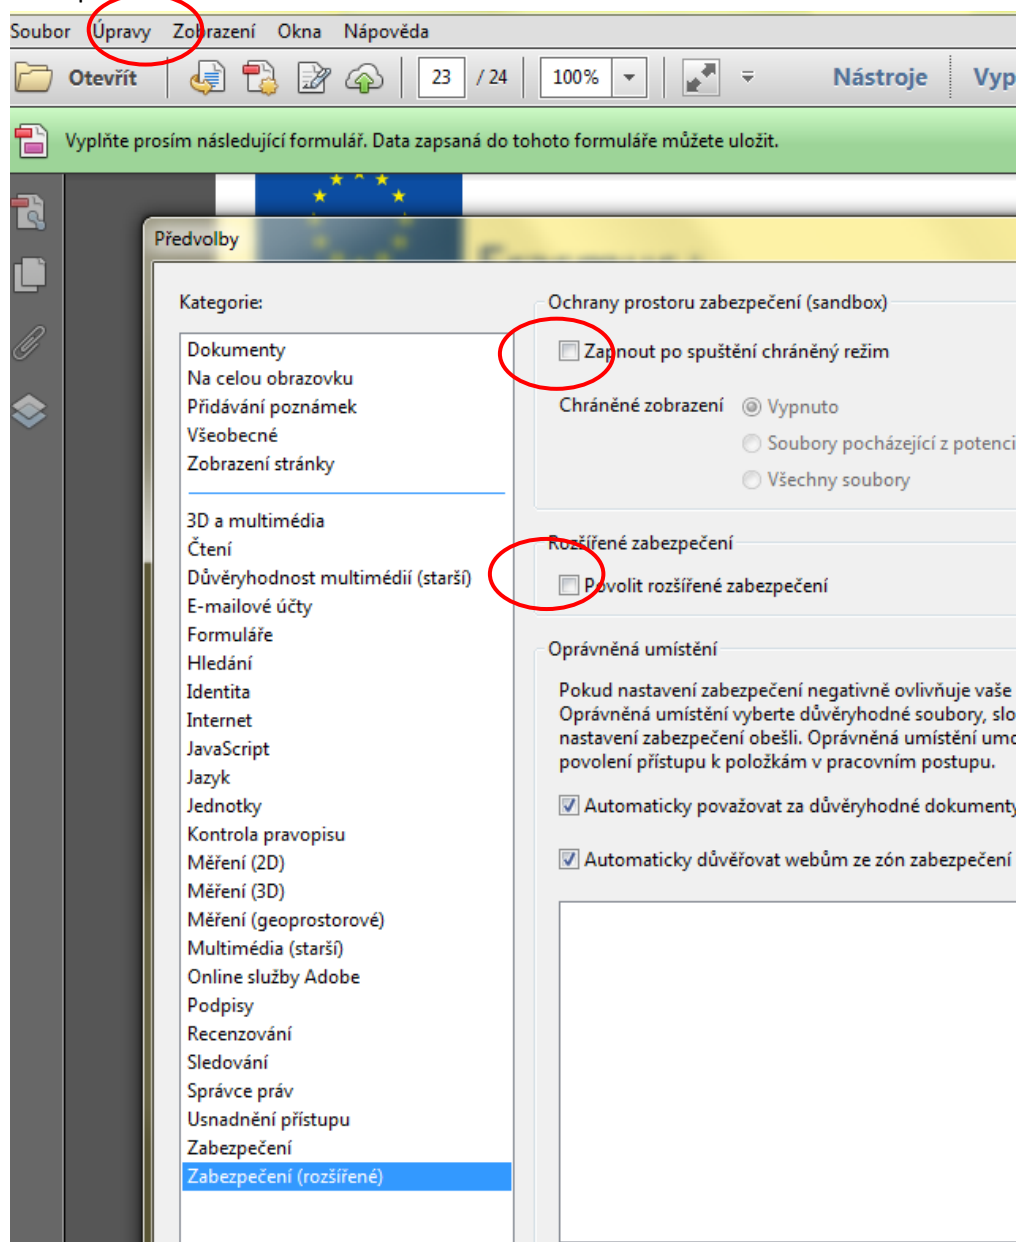 Soubor Úpravy Zobrazení Okna Nápověda
Otevřít 23 / 24 100% Nástroje Vyp
Vyplňte prosím následující formulář. Data zapsaná do tohoto formuláře můžete uložit.
Předvolby
Kategorie:
Dokumenty
Na celou obrazovku
Přidávání poznámek
Všeobecné
Zobrazení stránky
3D a multimédia
Čtení
Důvěryhodnost multimédií (starší)
E-mailové účty
Formuláře
Hledání
Identita
Internet
JavaScript
Jazyk
Jednotky
Kontrola pravopisu
Měření (2D)
Měření (3D)
Měření (geoprostorové)
Multimédia (starší)
Online služby Adobe
Podpisy
Recenzování
Sledování
Správce práv
Usnadnění přístupu
Zabezpečení
Zabezpečení (rozšířené)
Ochrany prostoru zabezpečení (sandbox)
Zapnout po spuštění chráněný režim
Chráněné zobrazení Vypnuto
Soubory pocházející z potenci
Všechny soubory
Rozšířené zabezpečení
Povolit rozšířené zabezpečení
Oprávněná umístění
Pokud nastavení zabezpečení negativně ovlivňuje vaše
Oprávněná umístění vyberte důvěryhodné soubory, slo
nastavení zabezpečení obešli. Oprávněná umístění umo
povolení přístupu k položkám v pracovním postupu.
Automaticky považovat za důvěryhodné dokumenty
Automaticky důvěřovat webům ze zón zabezpečení